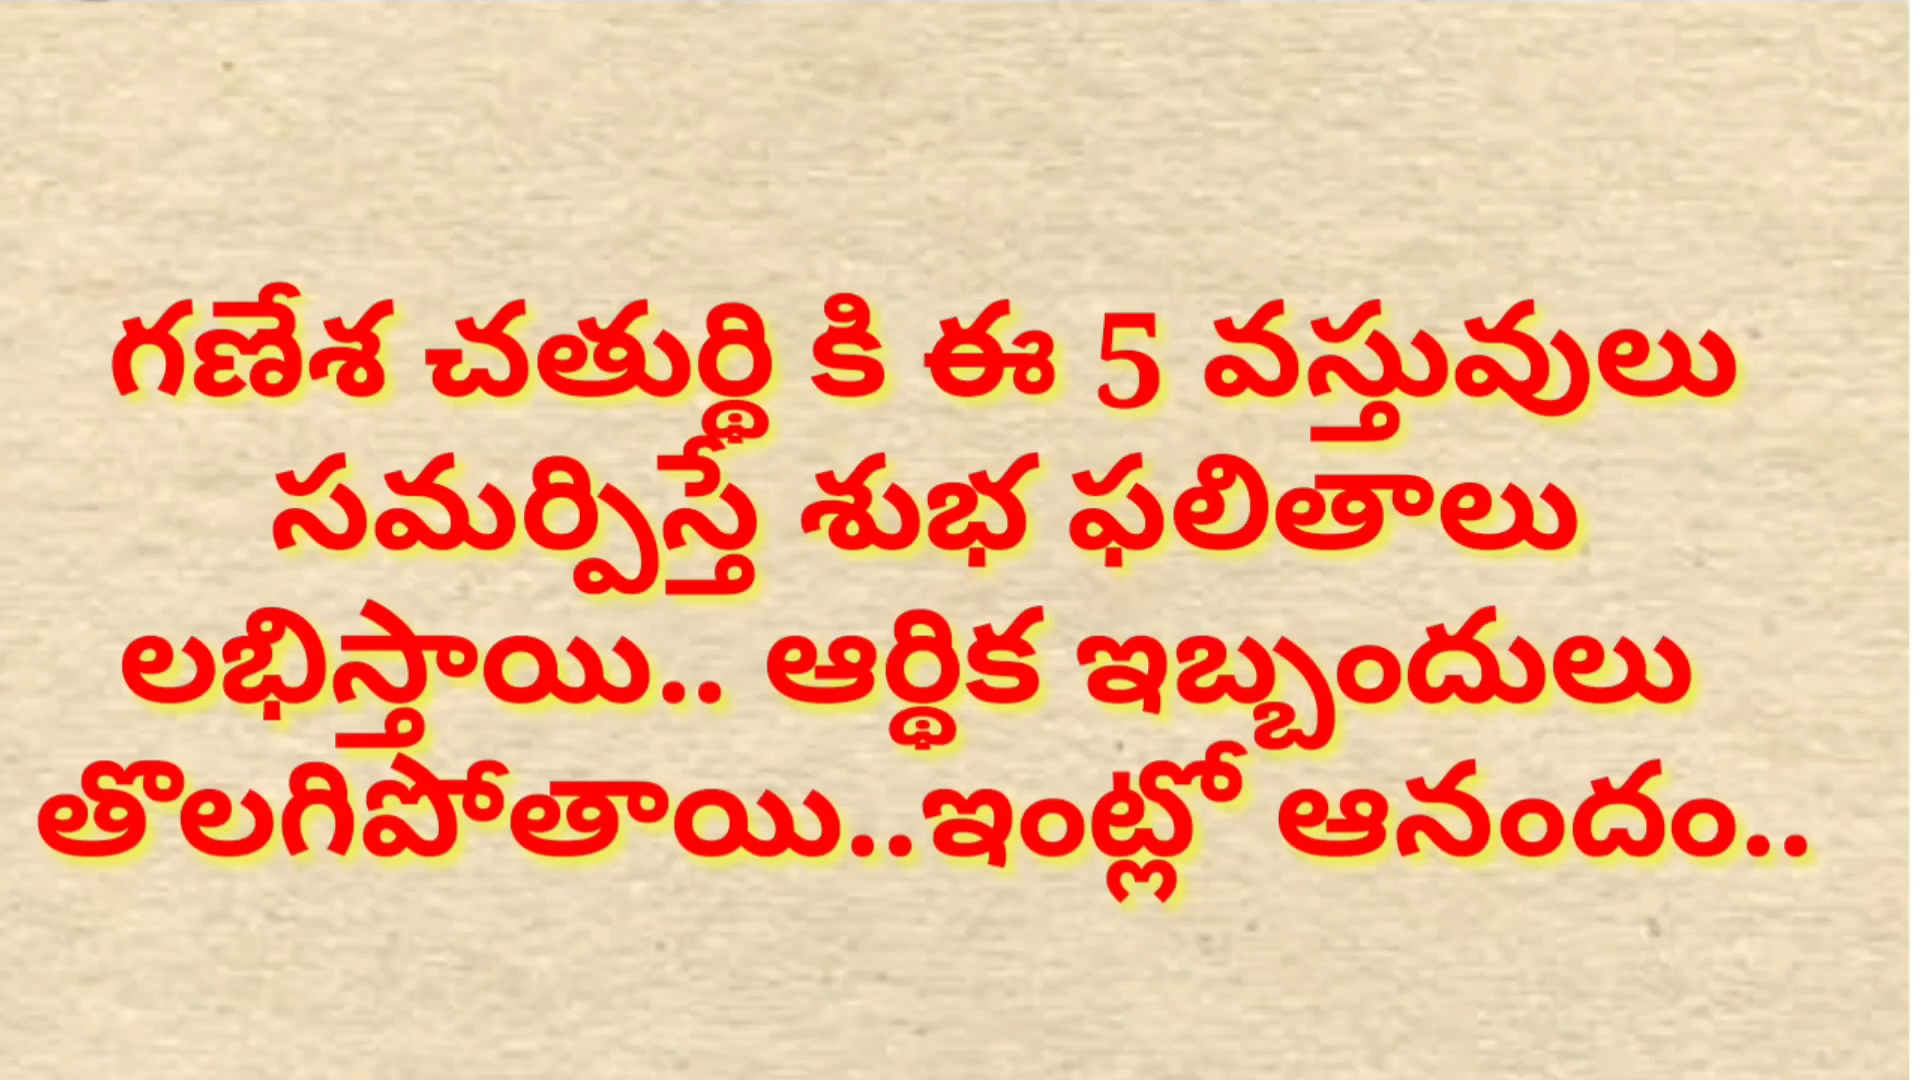 గణేశ చతుర్థి కి ఈ 5 వస్తువులు
సమర్పిస్తే శుభ ఫలితాలు
లభిస్తాయి.. ఆర్థిక ఇబ్బందులు
తొలగిపోతాయి..ఇంట్లో ఆనందం..